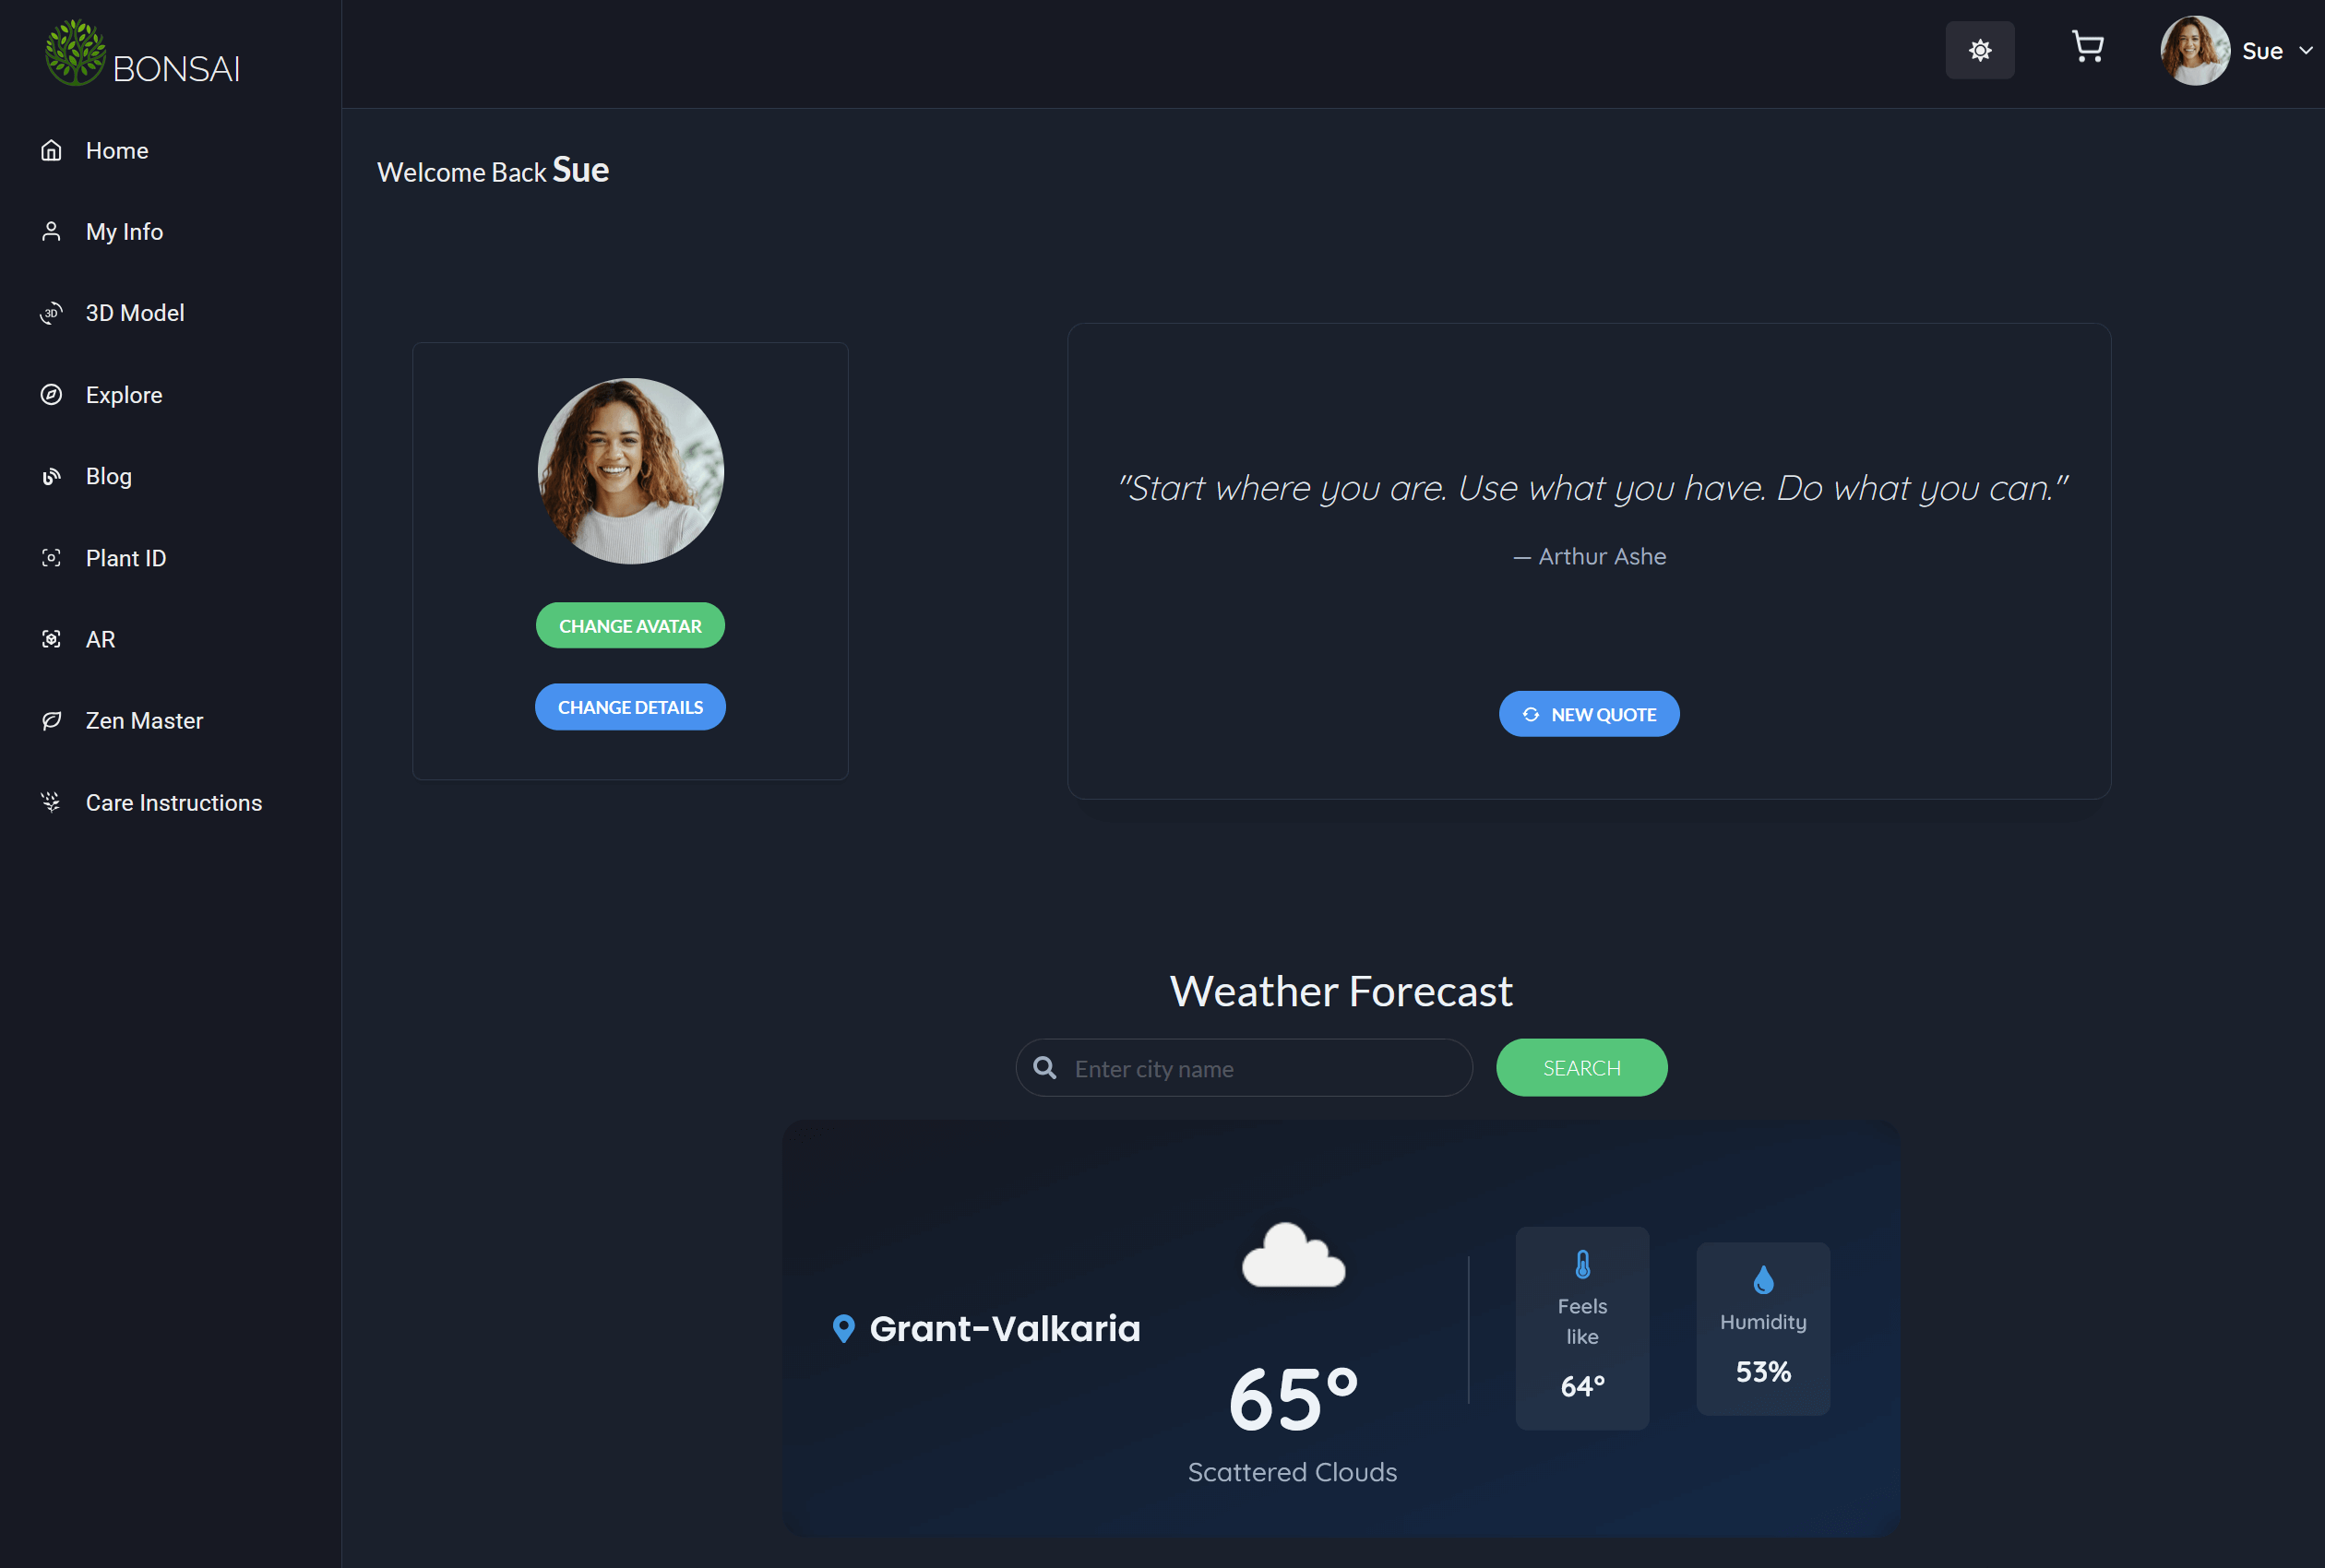 BONSAI
Sue
Home
My Info
3D
3D Model
Explore
Blog
Plant ID
AR
Zen Master
Care Instructions
Welcome Back Sue
CHANGE AVATAR
CHANGE DETAILS
"Start where you are. Use what you have. Do what you can."
— Arthur Ashe
NEW QUOTE
Weather Forecast
Enter city name
SEARCH
Grant-Valkaria
65°
Scattered Clouds
Feels
like
64°
Humidity
53%